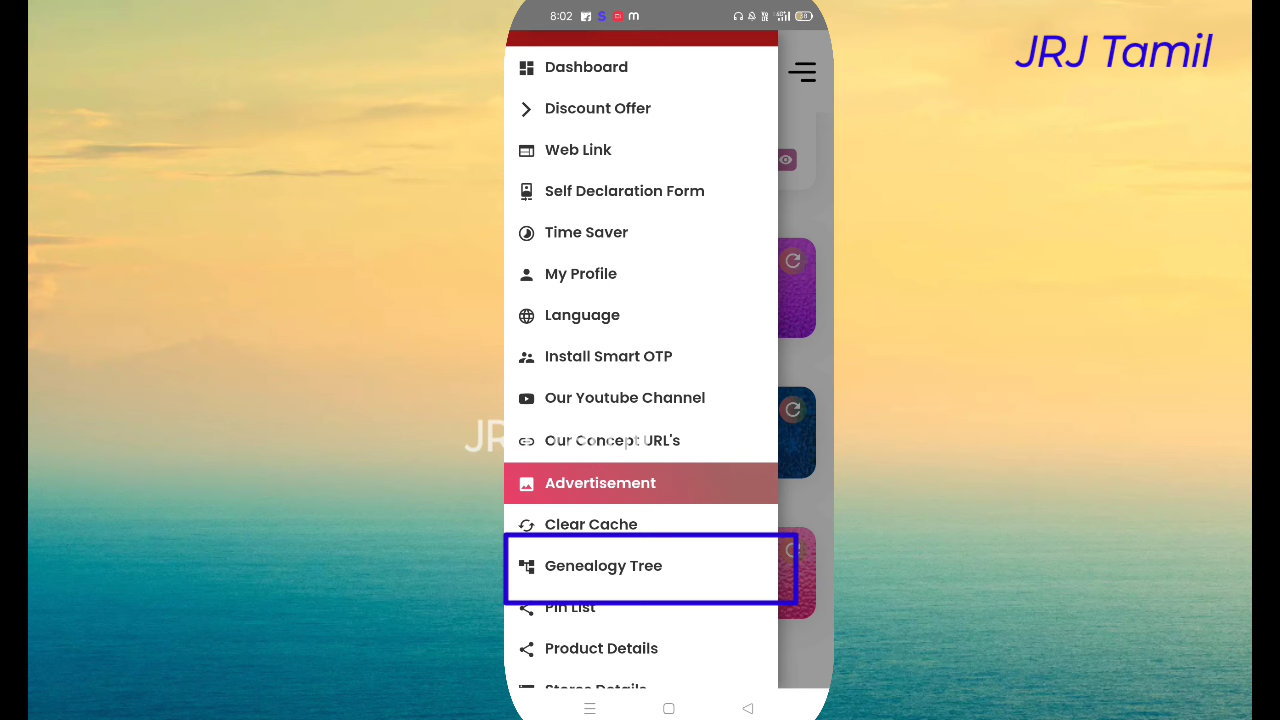 8:02
JRJ Tamil
Dashboard
Discount Offer
Web Link
Self Declaration Form
Time Saver
My Profile
Language
Install Smart OTP
Our Youtube Channel
Our Concept URL's
Advertisement
Clear Cache
Genealogy Tree
Pin List
Product Details
Stores Details